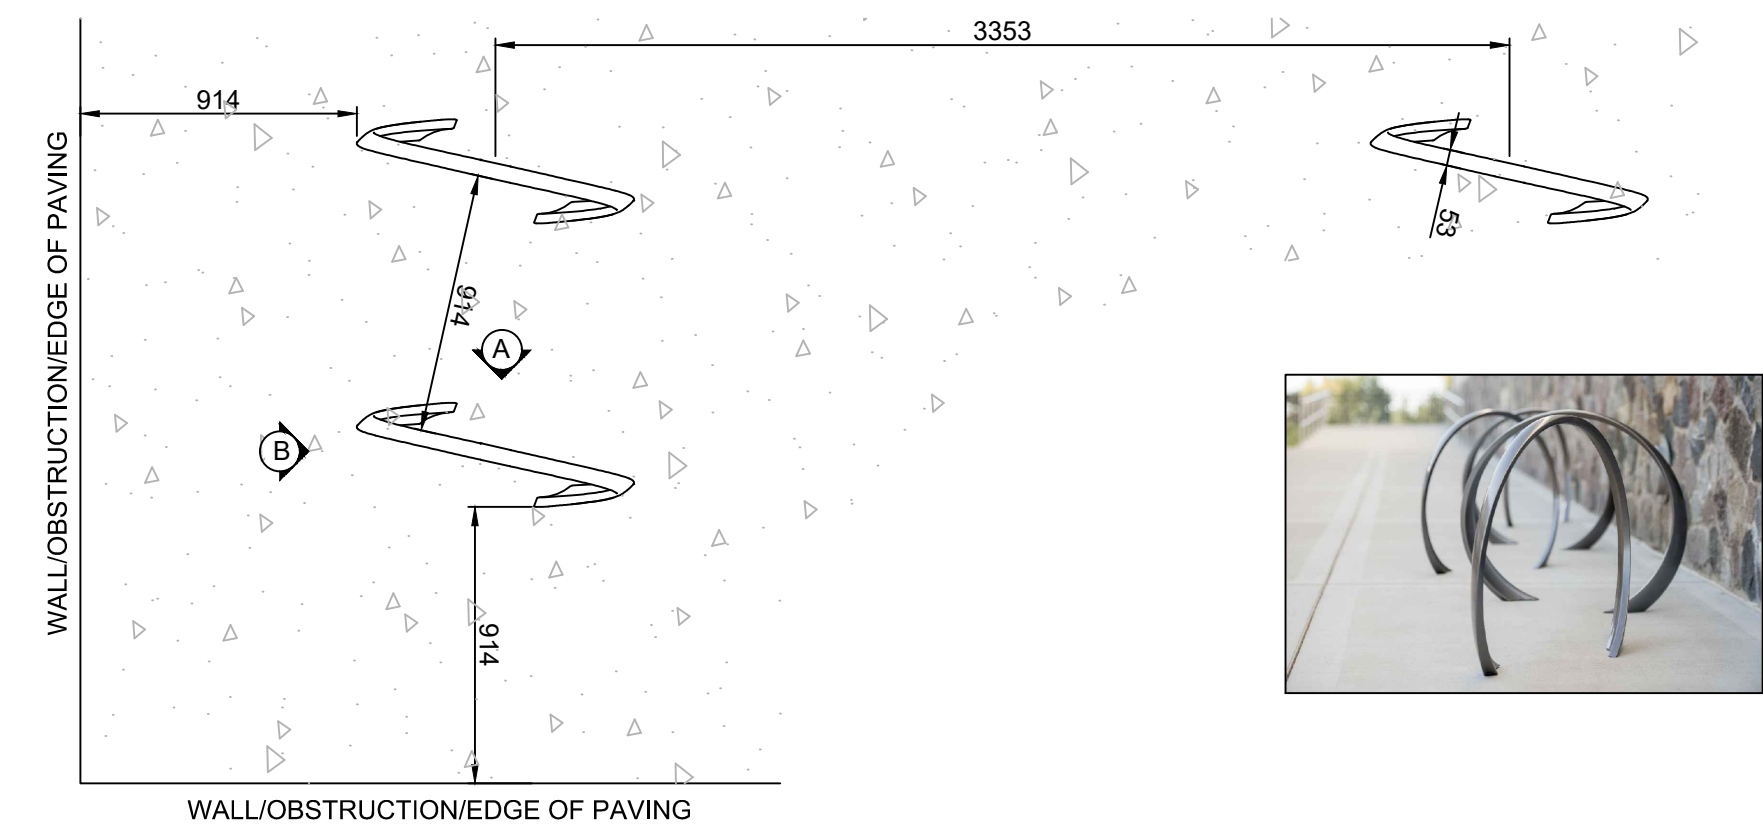 3353
914
53
WALL/OBSTRUCTION/EDGE OF PAVING
914
A
B
914
WALL/OBSTRUCTION/EDGE OF PAVING